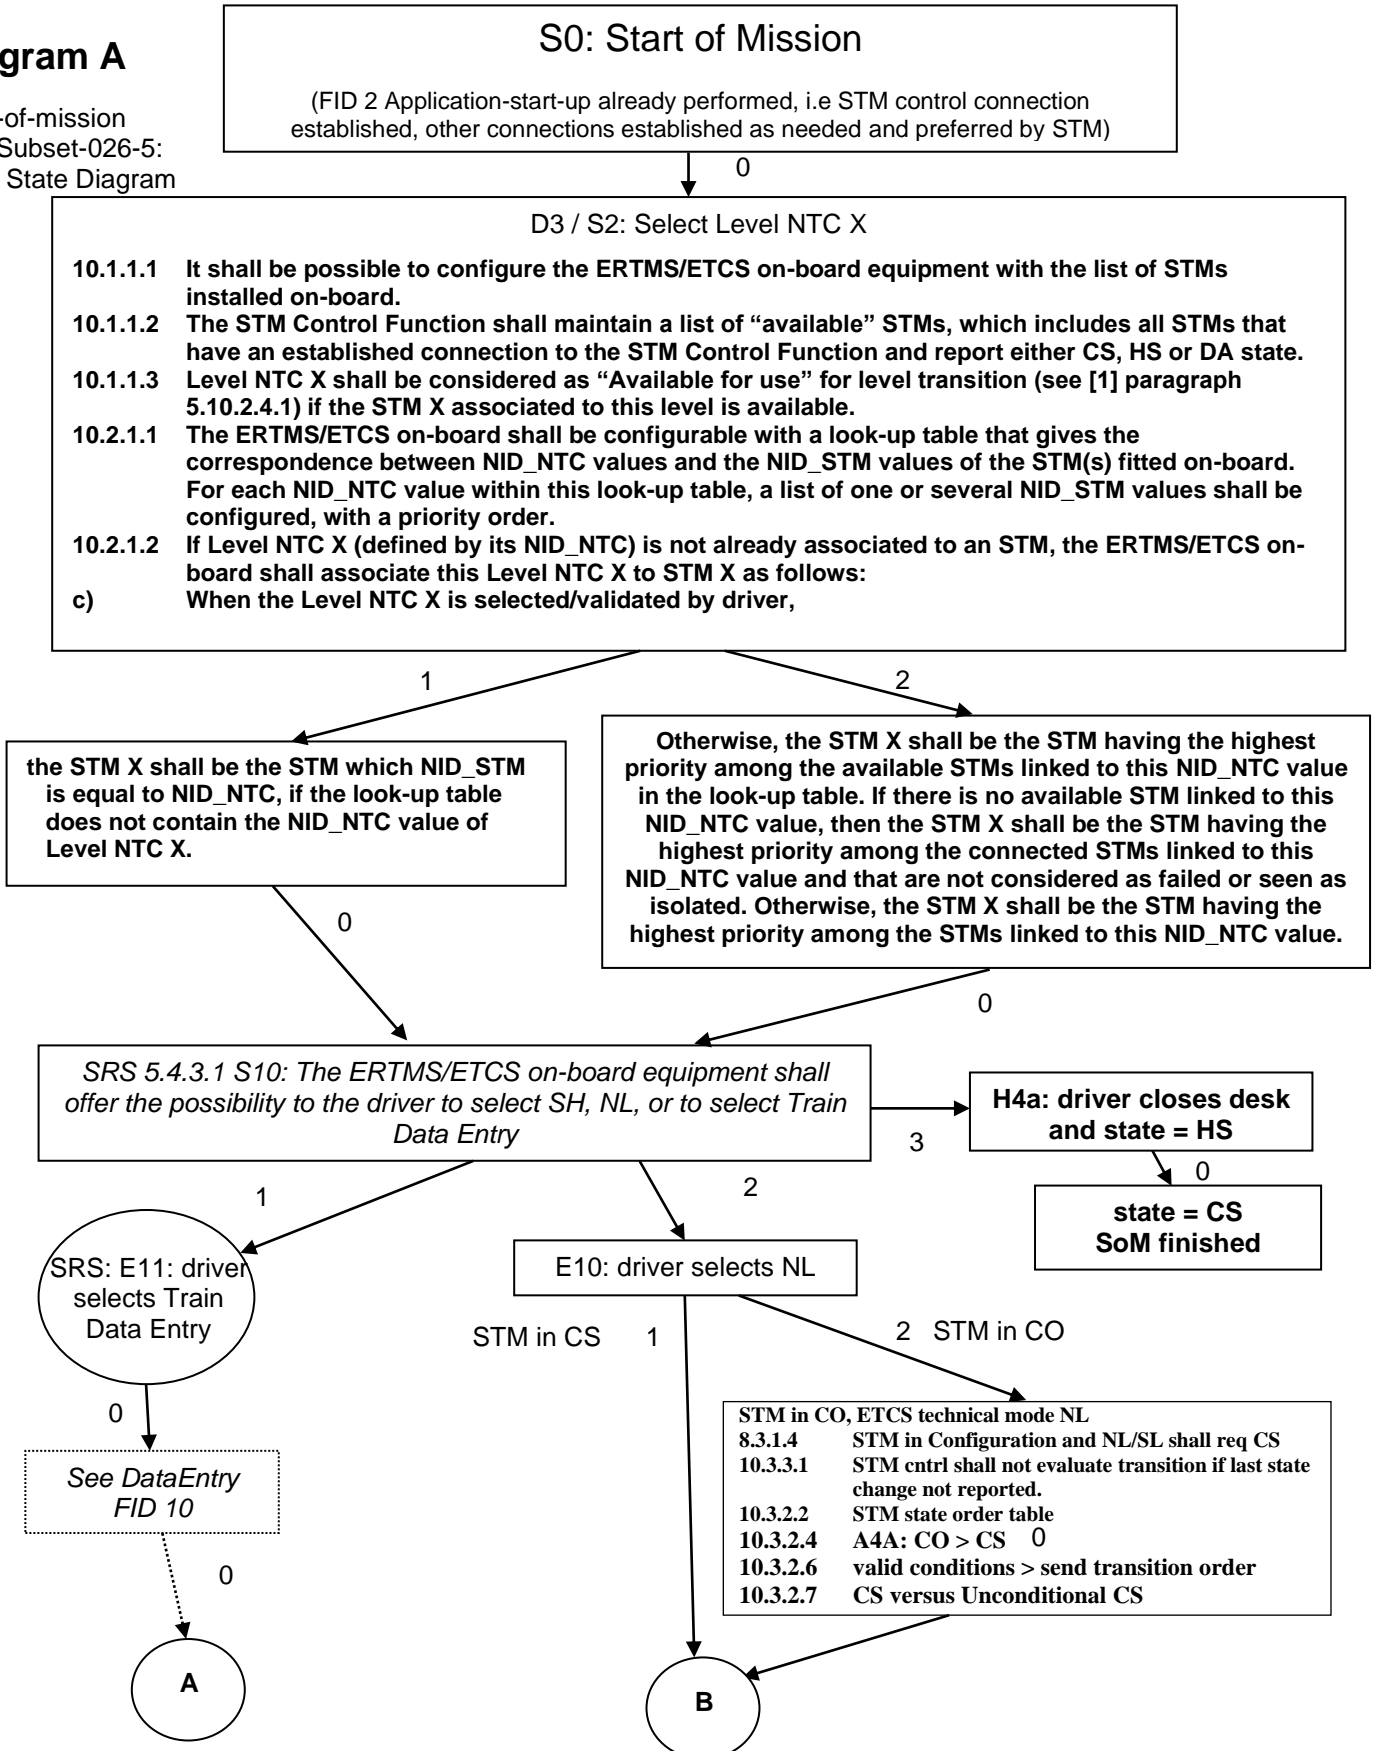 S0: Start of Mission
(FID 2 Application-start-up already performed, i.e STM control connection
established, other connections established as needed and preferred by STM)
gram A
-of-mission
Subset-026-5:
State Diagram
0
D3 / S2: Select Level NTC X
10.1.1.1 It shall be possible to configure the ERTMS/ETCS on-board equipment with the list of STMs
installed on-board.
10.1.1.2 The STM Control Function shall maintain a list of “available” STMs, which includes all STMs that
have an established connection to the STM Control Function and report either CS, HS or DA state.
10.1.1.3 Level NTC X shall be considered as “Available for use” for level transition (see [1] paragraph
5.10.2.4.1) if the STM X associated to this level is available.
10.2.1.1 The ERTMS/ETCS on-board shall be configurable with a look-up table that gives the
correspondence between NID_NTC values and the NID_STM values of the STM(s) fitted on-board.
For each NID_NTC value within this look-up table, a list of one or several NID_STM values shall be
configured, with a priority order.
10.2.1.2 If Level NTC X (defined by its NID_NTC) is not already associated to an STM, the ERTMS/ETCS on-
board shall associate this Level NTC X to STM X as follows:
c) When the Level NTC X is selected/validated by driver,
1
2
the STM X shall be the STM which NID_STM
is equal to NID_NTC, if the look-up table
does not contain the NID_NTC value of
Level NTC X.
Otherwise, the STM X shall be the STM having the highest
priority among the available STMs linked to this NID_NTC value
in the look-up table. If there is no available STM linked to this
NID_NTC value, then the STM X shall be the STM having the
highest priority among the connected STMs linked to this
NID_NTC value and that are not considered as failed or seen as
isolated. Otherwise, the STM X shall be the STM having the
highest priority among the STMs linked to this NID_NTC value.
0
0
SRS 5.4.3.1 S10: The ERTMS/ETCS on-board equipment shall
offer the possibility to the driver to select SH, NL, or to select Train
Data Entry
3
H4a: driver closes desk
and state = HS
0
state = CS
SoM finished
1
2
SRS: E11: driver
selects Train
Data Entry
E10: driver selects NL
STM in CS 1
2 STM in CO
0
See DataEntry
FID 10
0
A
STM in CO, ETCS technical mode NL
8.3.1.4 STM in Configuration and NL/SL shall req CS
10.3.3.1 STM cntrl shall not evaluate transition if last state
change not reported.
10.3.2.2 STM state order table
10.3.2.4 A4A: CO > CS 0
10.3.2.6 valid conditions > send transition order
10.3.2.7 CS versus Unconditional CS
B